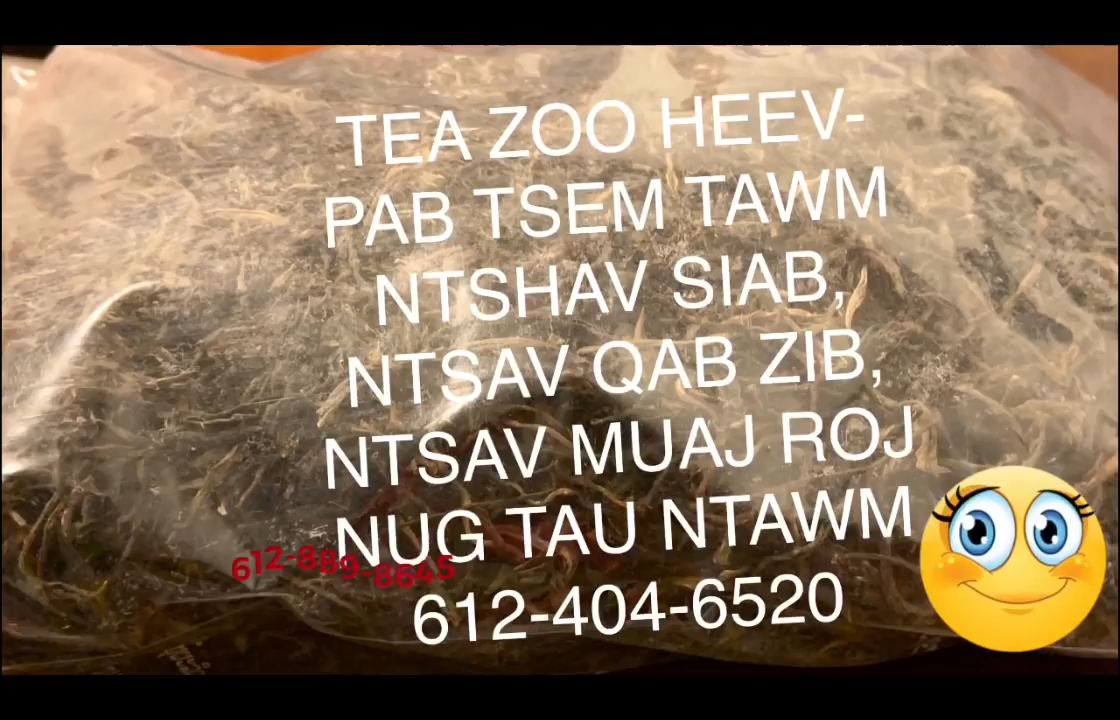 TEA ZOO HEEV-
PAB TSEM TAWM
NTSHAV SIAB,
NTSAV QAB ZIB,
NTSAV MUAJ ROJ
NUG TAU NTAWM
612-889-8645
612-404-6520